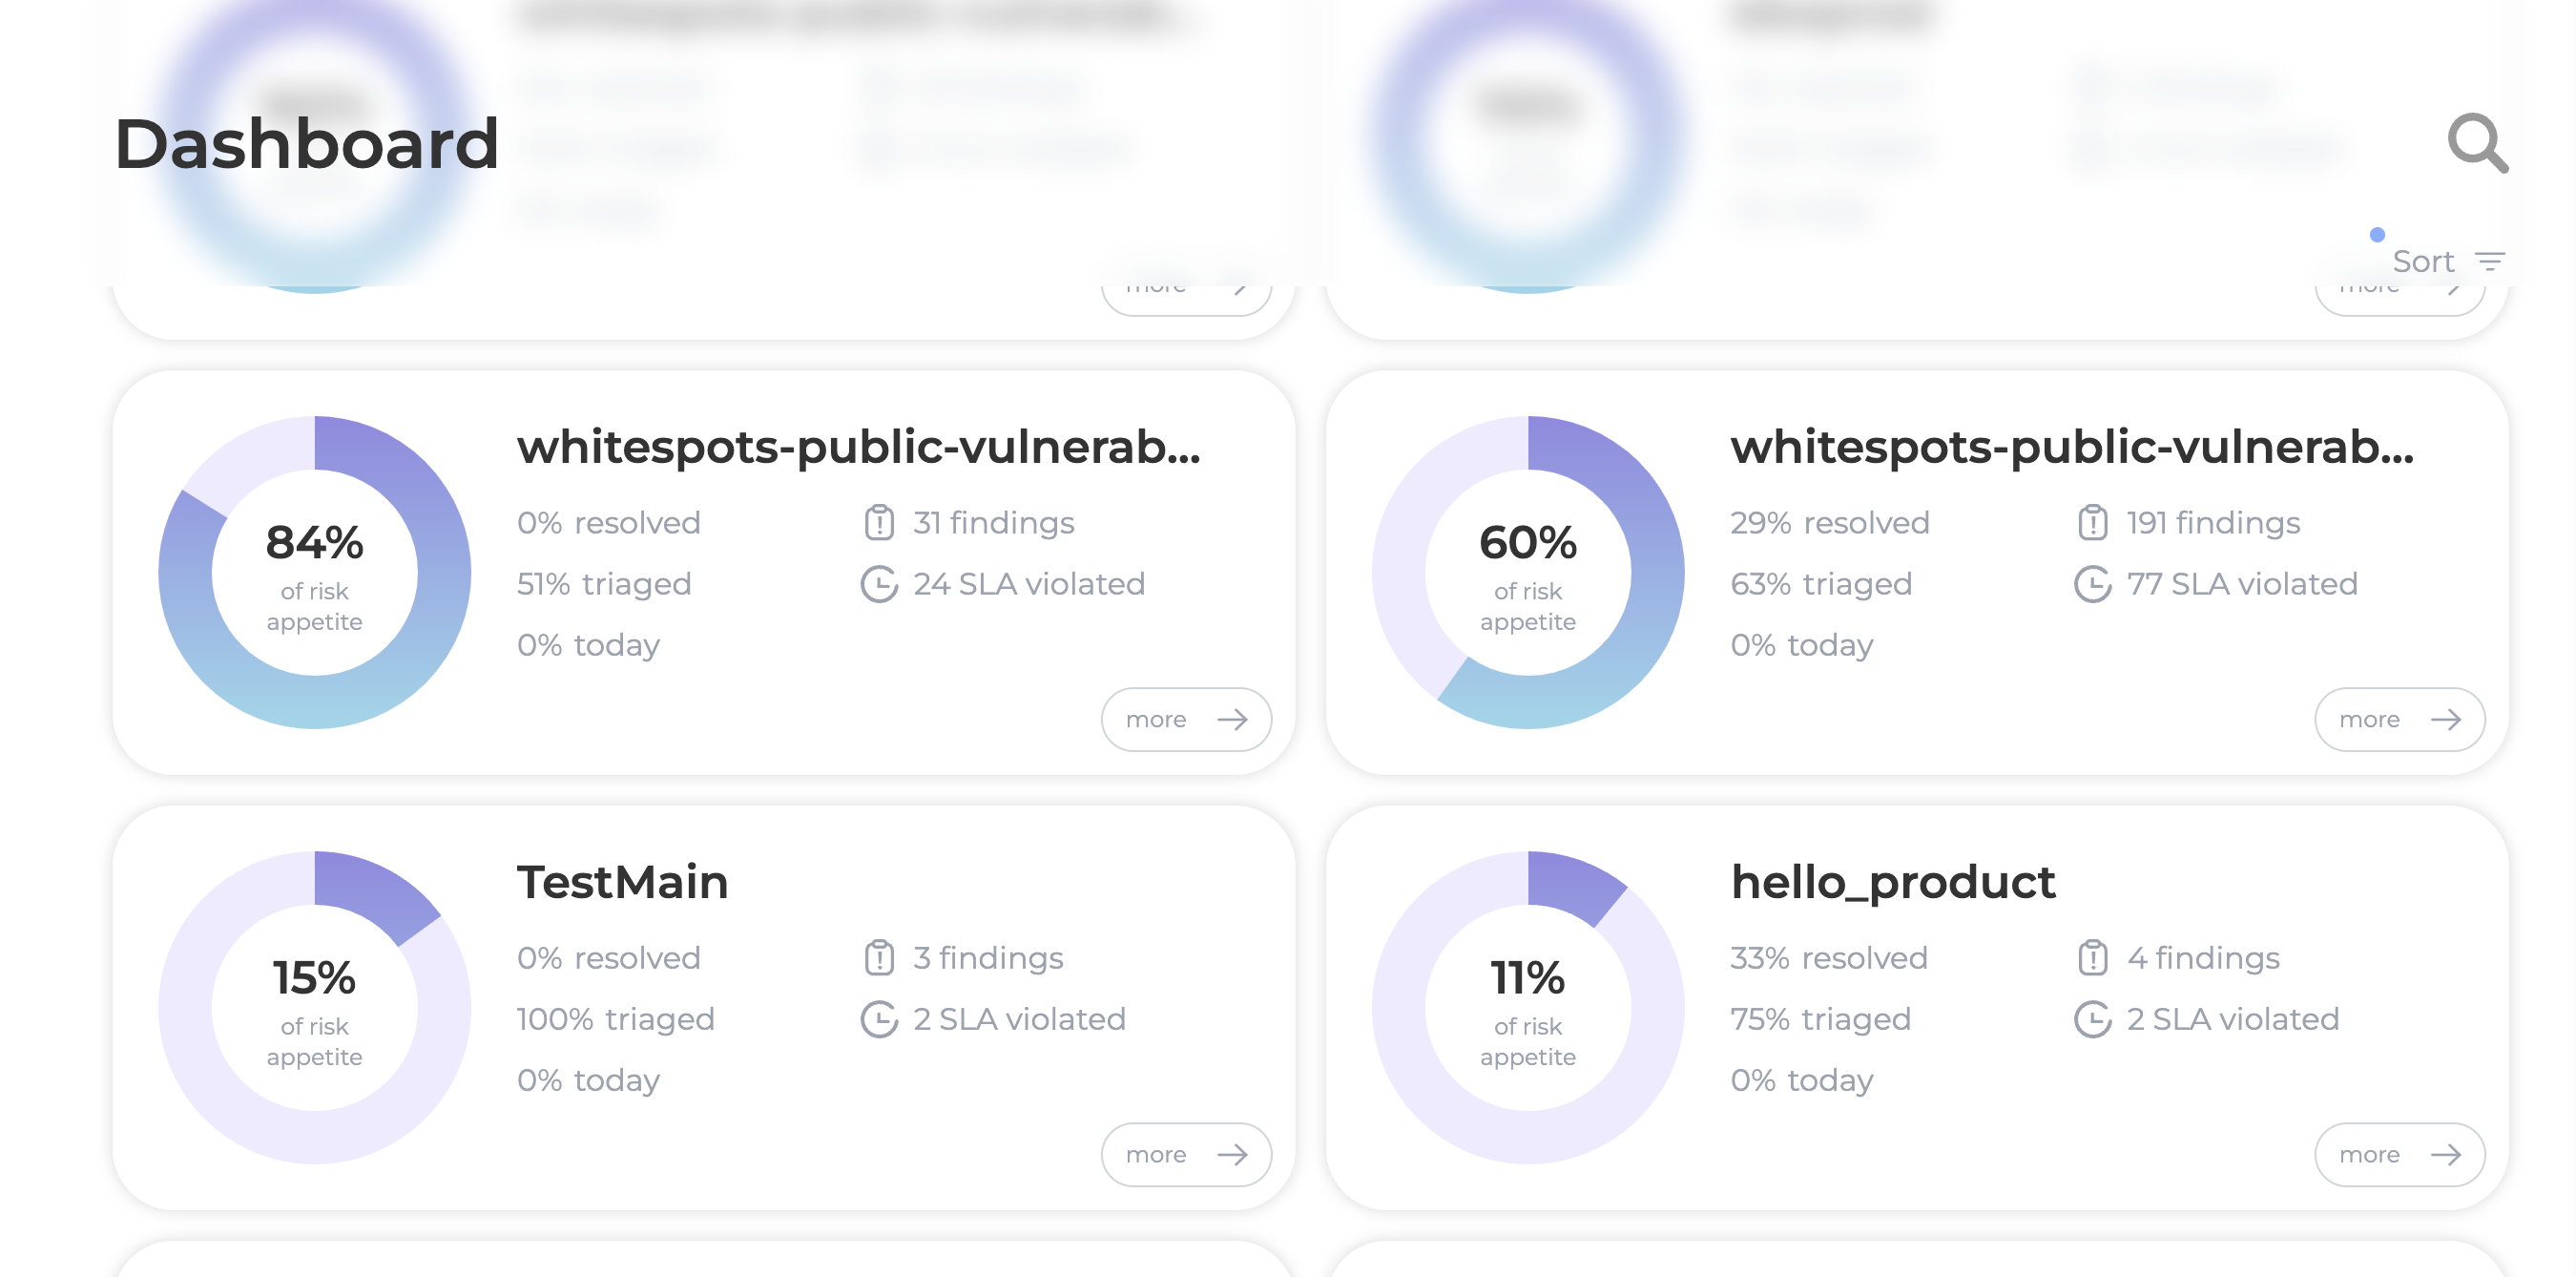 Dashboard
Sort
more
more
whitespots-public-vulnerab...
84%
of risk
appetite
0% resolved
51% triaged
0% today
31 findings
24 SLA violated
more
whitespots-public-vulnerab...
60%
of risk
appetite
29% resolved
63% triaged
0% today
191 findings
77 SLA violated
more
TestMain
15%
of risk
appetite
0% resolved
100% triaged
0% today
3 findings
2 SLA violated
more
hello_product
11%
of risk
appetite
33% resolved
75% triaged
0% today
4 findings
2 SLA violated
more